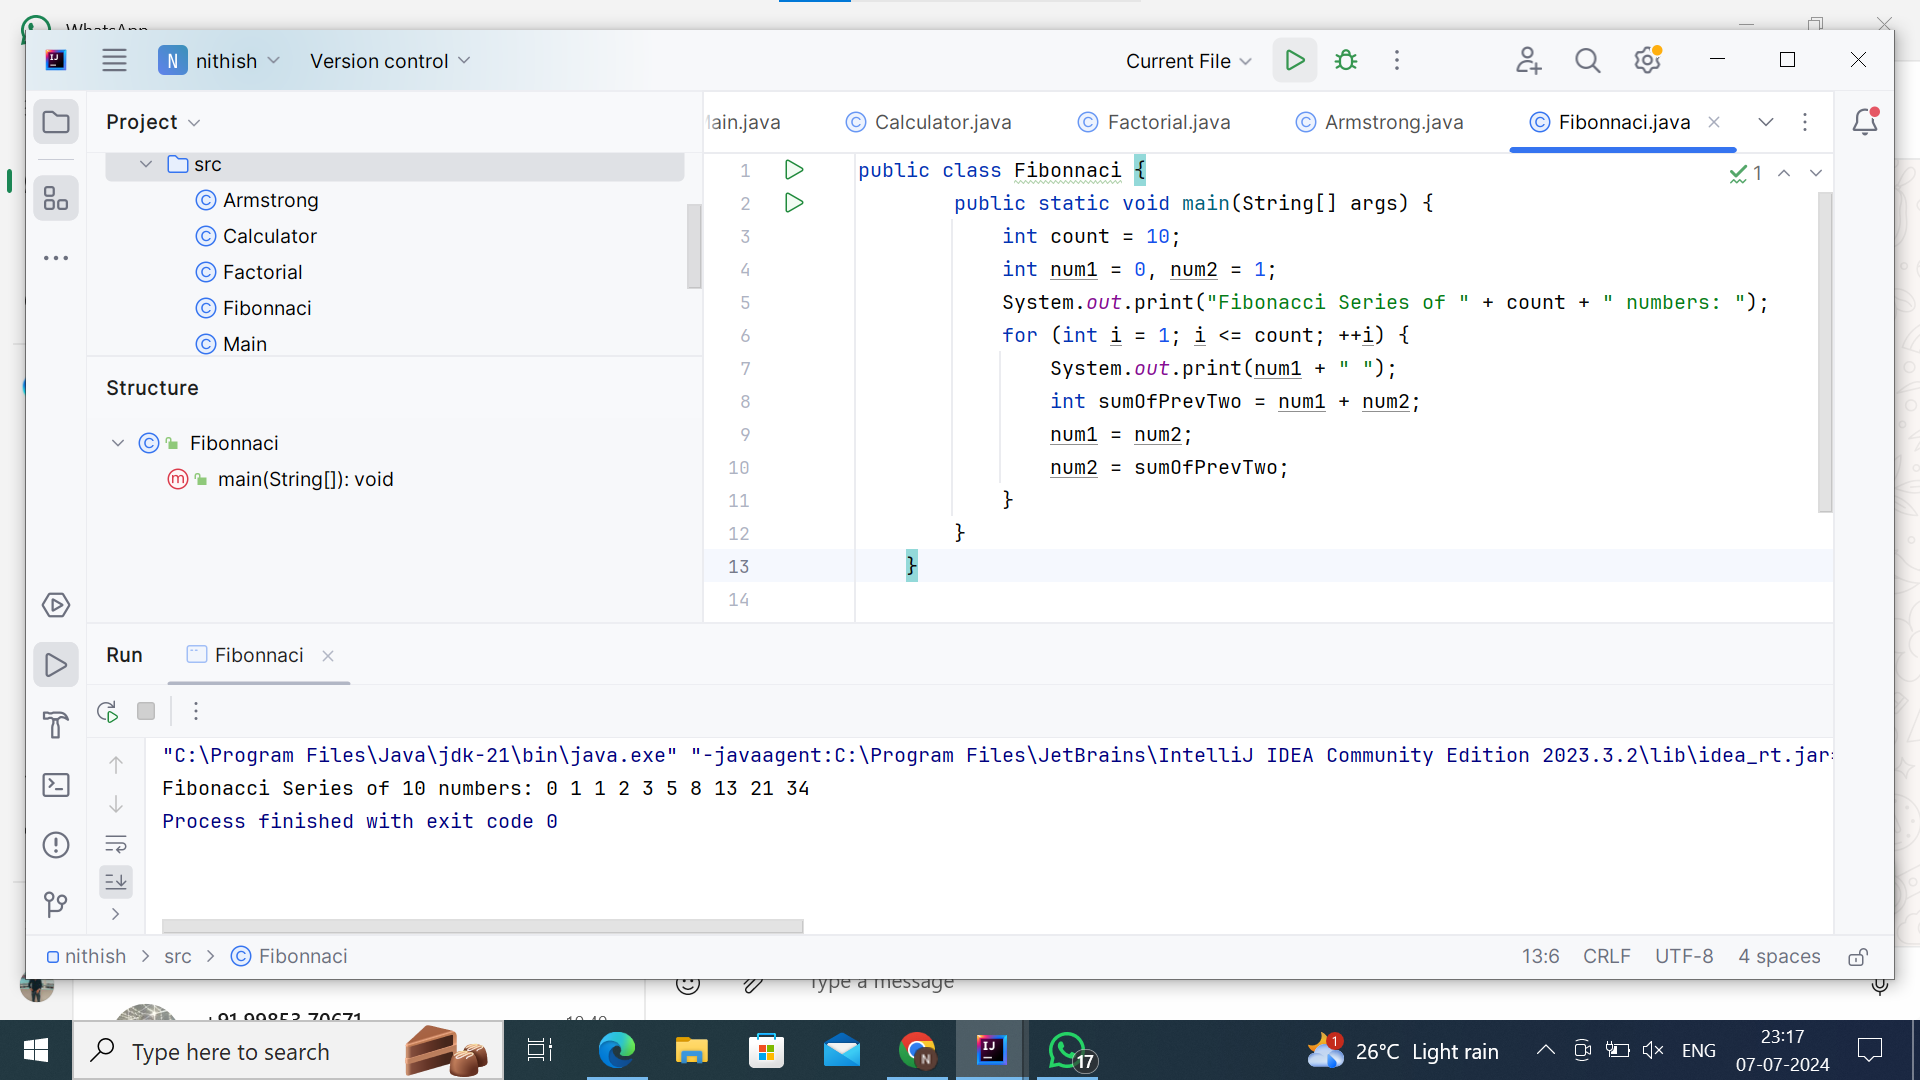 WhatsApp
N nithish Version control Current File
Project
src
Armstrong
Calculator
Factorial
Fibonnaci
Main
Structure
Fibonnaci
main(String[]): void
ain.java Calculator.java Factorial.java Armstrong.java Fibonnaci.java
1 public class Fibonnaci {
2 public static void main(String[] args) {
3 int count = 10;
4 int num1 = 0, num2 = 1;
5 System.out.print("Fibonacci Series of " + count + " numbers: ");
6 for (int i = 1; i <= count; ++i) {
7 System.out.print(num1 + " ");
8 int sumOfPrevTwo = num1 + num2;
9 num1 = num2;
10 num2 = sumOfPrevTwo;
11 }
12 }
13 }
14
1
Run Fibonnaci
"C:\Program Files\Java\jdk-21\bin\java.exe" "-javaagent:C:\Program Files\JetBrains\IntelliJ IDEA Community Edition 2023.3.2\lib\idea_rt.jar=
Fibonacci Series of 10 numbers: 0 1 1 2 3 5 8 13 21 34
Process finished with exit code 0
nithish > src > Fibonnaci 13:6 CRLF UTF-8 4 spaces
Type a message
+91 99853 70671
Type here to search
N
IJ
17
1
26°C Light rain
ENG
23:17
07-07-2024